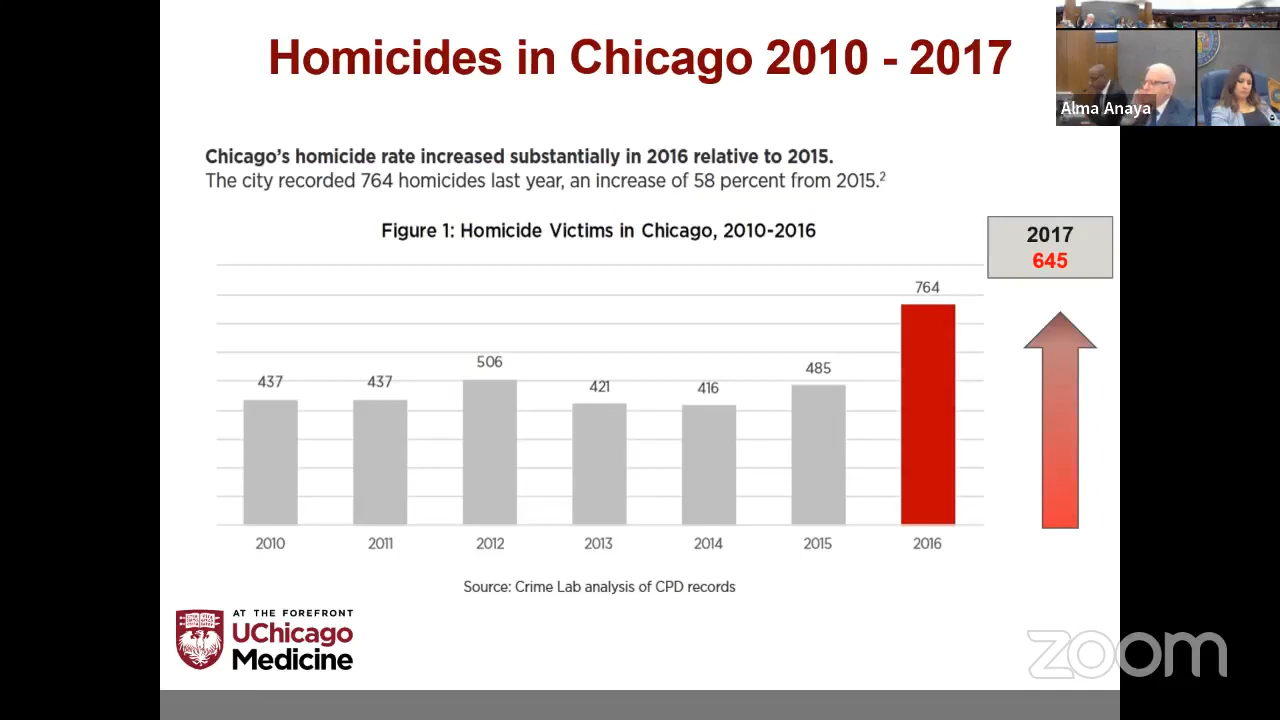 Homicides in Chicago 2010 - 2017
Alma Anaya
Chicago's homicide rate increased substantially in 2016 relative to 2015.
The city recorded 764 homicides last year, an increase of 58 percent from 2015.2
Figure 1: Homicide Victims in Chicago, 2010-2016
2017
645
764
506
485
437
437
421
416
2010
2011
2012
2013
2014
2015
2016
Source: Crime Lab analysis of CPD records
AT THE FOREFRONT
UChicago
Medicine
zoom